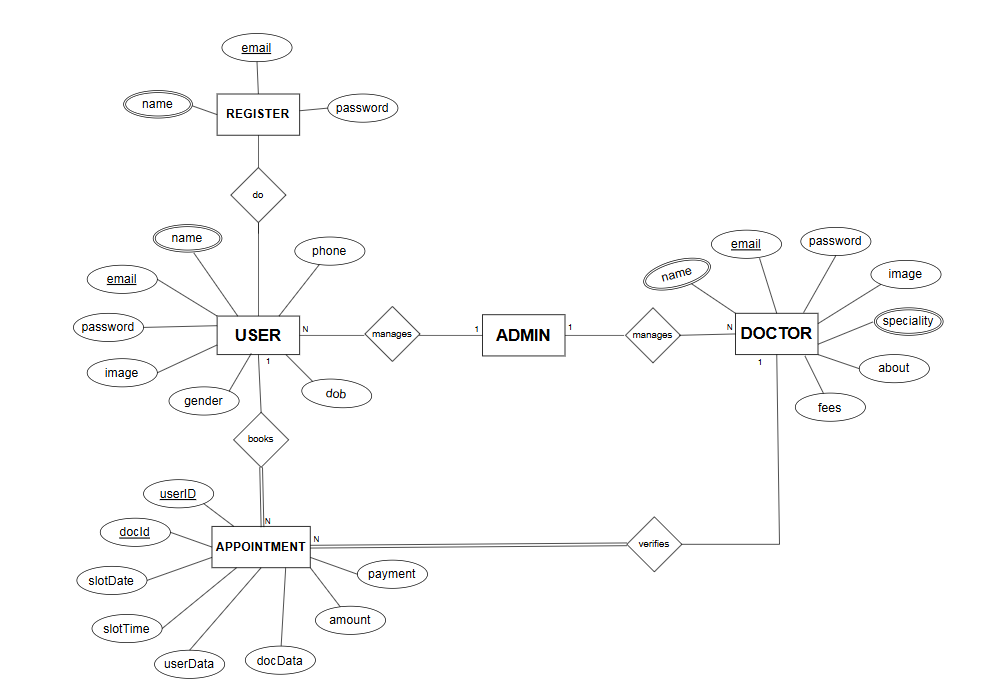 email
name
REGISTER
password
do
name
phone
email
password
image
gender
dob
USER
N
1
manages
1
ADMIN
1
manages
N
DOCTOR
1
name
email
password
image
speciality
about
fees
books
N
userID
docId
slotDate
slotTime
userData
docData
amount
payment
APPOINTMENT
N
verifies